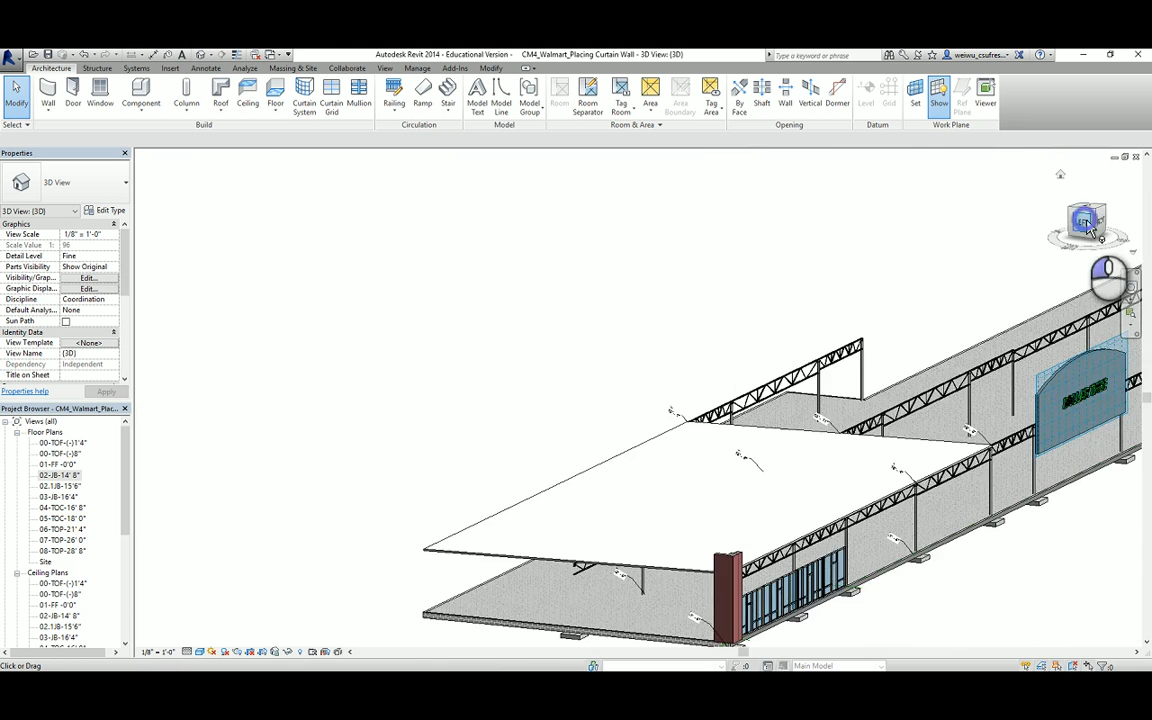 Autodesk Revit 2014 - Educational Version - CM4_Walmart_Placing Curtain Wall - 3D View: {3D}
Type a keyword or phrase
weiwu_csufres...
Architecture Structure Systems Insert Annotate Analyze Massing & Site Collaborate View Manage Add-Ins Modify
Modify Wall Door Window Component Column Roof Ceiling Floor Curtain System Curtain Grid Mullion Railing Ramp Stair Model Text Model Line Model Group Room Room Separator Tag Room Area Area Boundary Tag Area By Face Shaft Wall Vertical Dormer Level Grid Set Show Ref Plane Viewer
Select Build Circulation Model Room & Area Opening Datum Work Plane
Properties
3D View
3D View: {3D} Edit Type
Graphics
View Scale 1/8" = 1'-0"
Scale Value 1: 96
Detail Level Fine
Parts Visibility Show Original
Visibility/Grap... Edit...
Graphic Displa... Edit...
Discipline Coordination
Default Analys... None
Sun Path
Identity Data
View Template <None>
View Name {3D}
Dependency Independent
Title on Sheet
Properties help Apply
Project Browser - CM4_Walmart_Plac...
Views (all)
Floor Plans
00-TOF-(-)1'4"
00-TOF-(-)8"
01-FF -0'0"
02-JB-14' 8"
02.1JB-15'6"
03-JB-16'4"
04-TOC-16' 8"
05-TOC-18' 0"
06-TOP-21' 4"
07-TOP-26' 0"
08-TOP-28' 8"
Site
Ceiling Plans
00-TOF-(-)1'4"
00-TOF-(-)8"
01-FF -0'0"
02-JB-14' 8"
02.1JB-15'6"
03-JB-16'4"
1/8" = 1'-0"
Click or Drag
:0
Main Model
:0